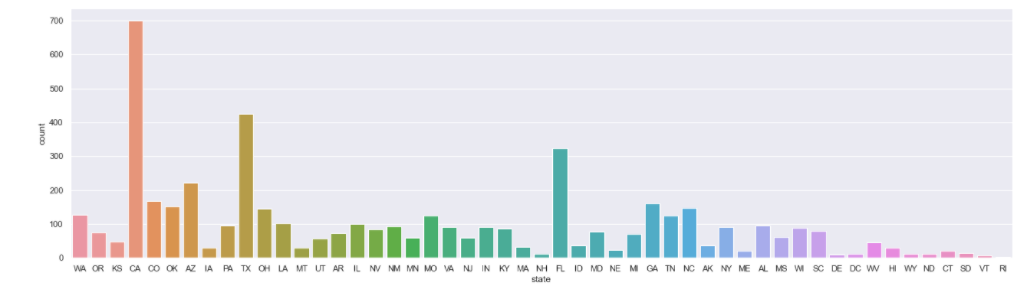 700
600
500
400
300
200
100
0
count
WA OR KS CA CO OK AZ IA PA TX OH LA MT UT AR IL NV NM MN MO VA NJ IN KY MA NH FL ID MD NE MI GA TN NC AK NY ME AL MS WI SC DE DC WV HI WY ND CT SD VT RI
state